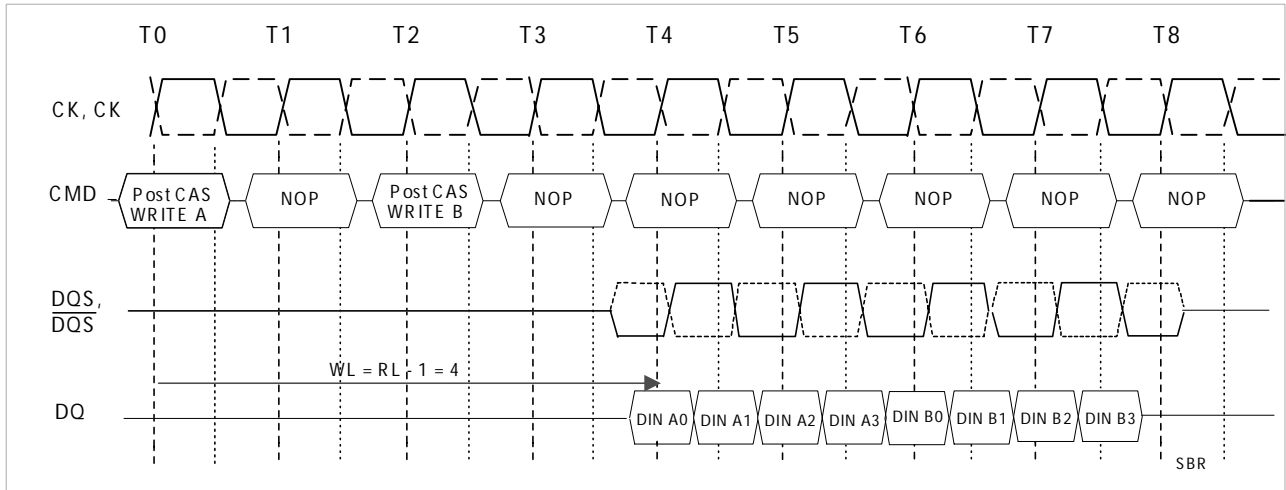 T0 T1 T2 T3 T4 T5 T6 T7 T8
CK, CK
CMD
Post CAS
WRITE A
NOP
Post CAS
WRITE B
NOP
NOP
NOP
NOP
NOP
NOP
DQS,
DQS
WL = RL - 1 = 4
DQ
DIN A0 DIN A1 DIN A2 DIN A3 DIN B0 DIN B1 DIN B2 DIN B3
SBR